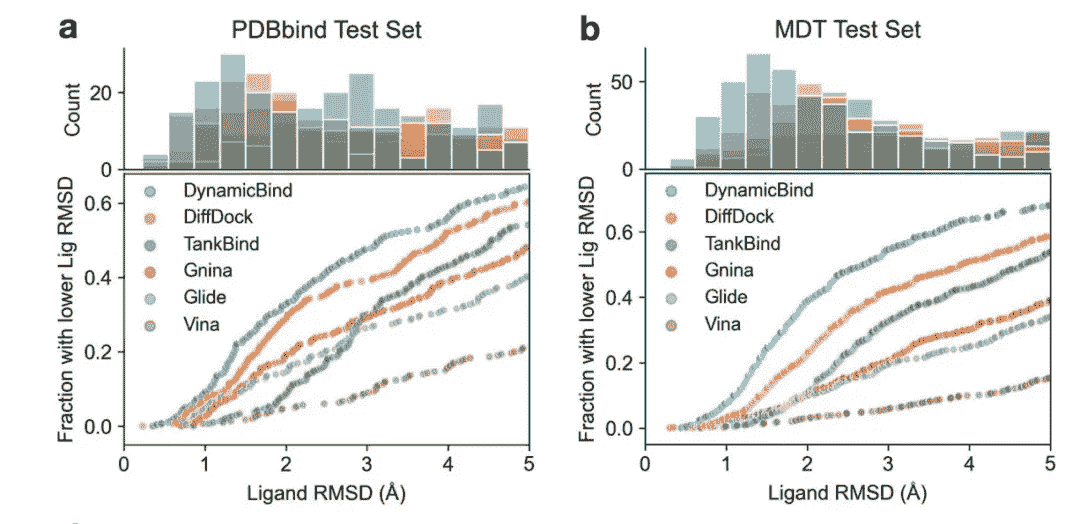 a
PDBbind Test Set
Count
20
0
Fraction with lower Lig RMSD
0.6
0.4
0.2
0.0
DynamicBind
DiffDock
TankBind
Gnina
Glide
Vina
0 1 2 3 4 5
Ligand RMSD (Å)
b
MDT Test Set
Count
50
0
Fraction with lower Lig RMSD
0.6
0.4
0.2
0.0
DynamicBind
DiffDock
TankBind
Gnina
Glide
Vina
0 1 2 3 4 5
Ligand RMSD (Å)